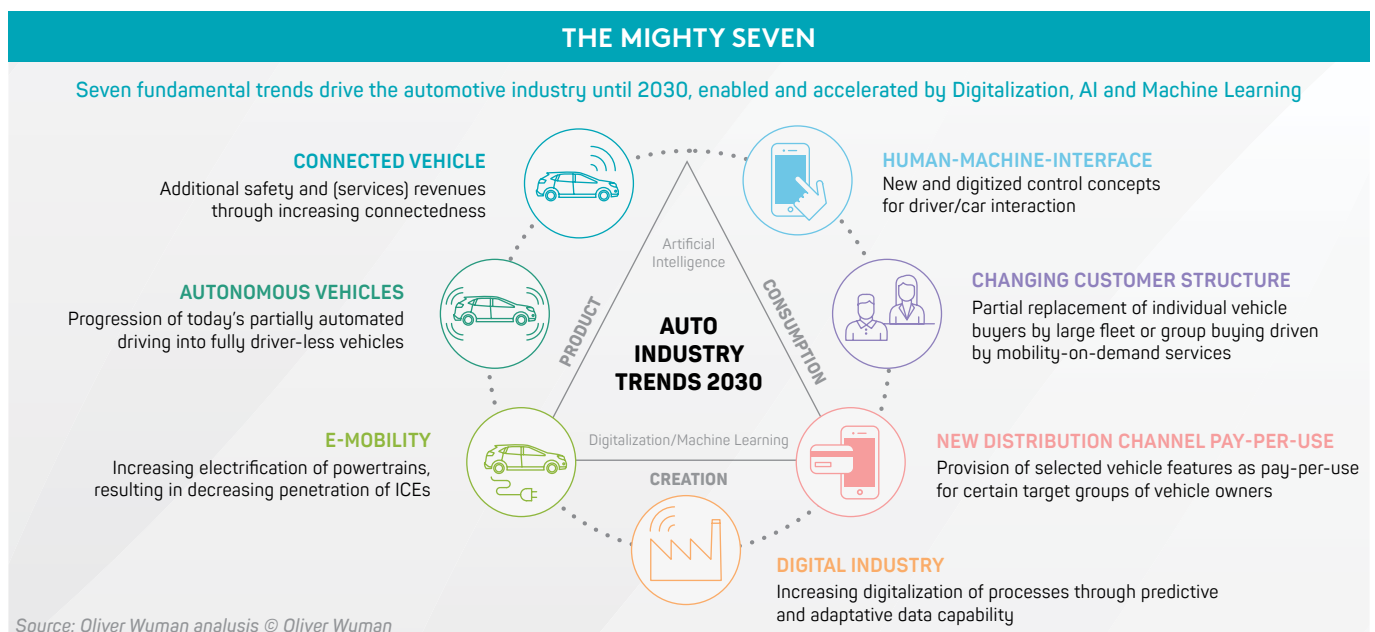 THE MIGHTY SEVEN
Seven fundamental trends drive the automotive industry until 2030, enabled and accelerated by Digitalization, AI and Machine Learning
CONNECTED VEHICLE
Additional safety and (services) revenues
through increasing connectedness
HUMAN-MACHINE-INTERFACE
New and digitized control concepts
for driver/car interaction
AUTONOMOUS VEHICLES
Progression of today's partially automated
driving into fully driver-less vehicles
CHANGING CUSTOMER STRUCTURE
Partial replacement of individual vehicle
buyers by large fleet or group buying driven
by mobility-on-demand services
Artificial
Intelligence
PRODUCT
CONSUMPTION
AUTO
INDUSTRY
TRENDS 2030
Digitalization/Machine Learning
CREATION
E-MOBILITY
Increasing electrification of powertrains,
resulting in decreasing penetration of ICEs
NEW DISTRIBUTION CHANNEL PAY-PER-USE
Provision of selected vehicle features as pay-per-use
for certain target groups of vehicle owners
DIGITAL INDUSTRY
Increasing digitalization of processes through predictive
and adaptative data capability
Source: Oliver Wuman analysis © Oliver Wuman